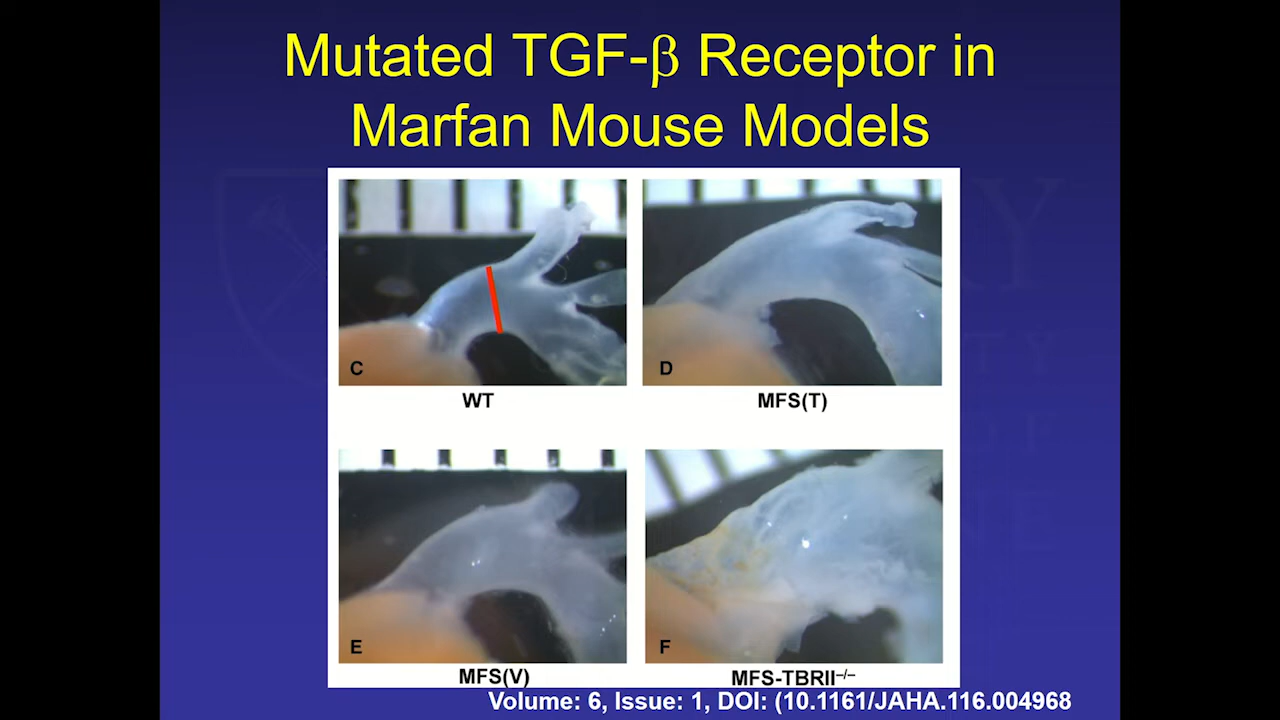 Mutated TGF-β Receptor in
Marfan Mouse Models
C
D
WT
MFS(T)
E
F
MFS(V)
MFS-TBRII–/–
Volume: 6, Issue: 1, DOI: (10.1161/JAHA.116.004968